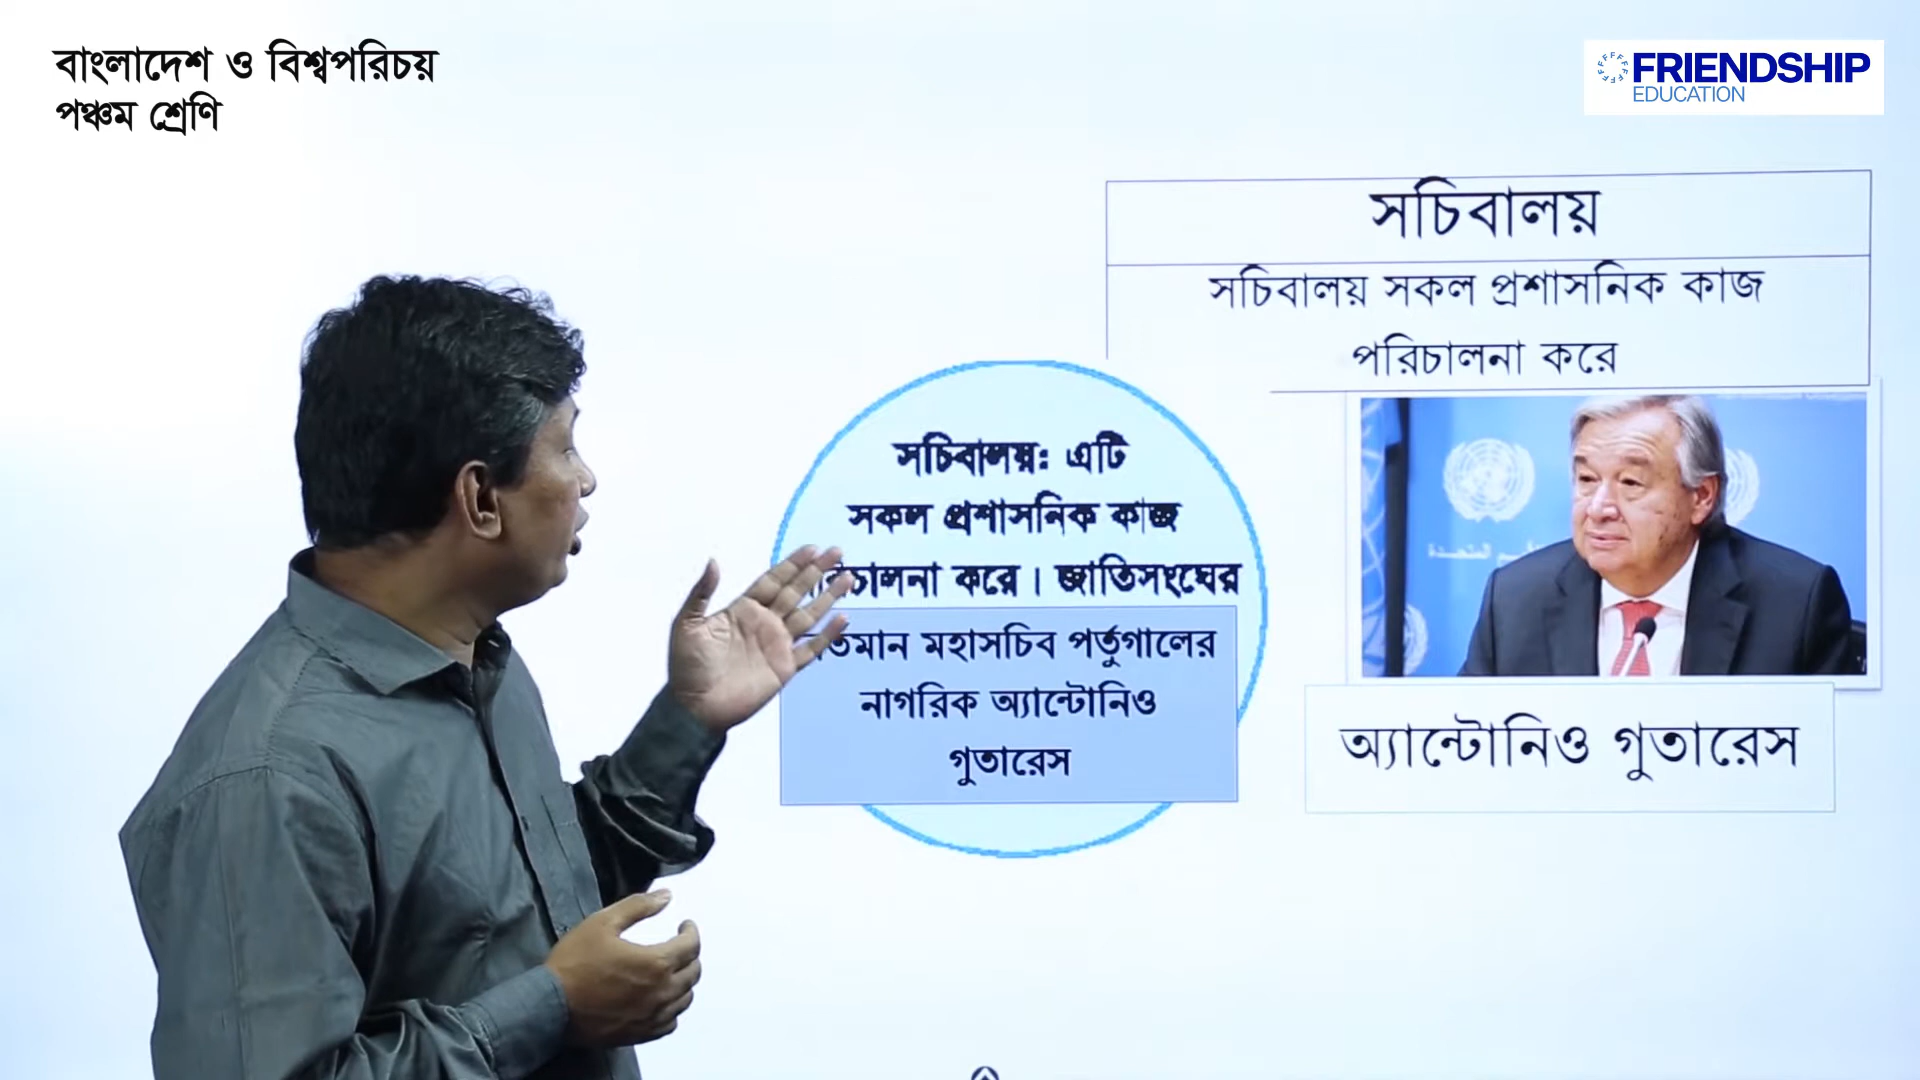 বাংলাদেশ ও বিশ্বপরিচয়
পঞ্চম শ্রেণি
FRIENDSHIP
EDUCATION
সচিবালয়
সচিবালয় সকল প্রশাসনিক কাজ
পরিচালনা করে
সচিবালয়: এটি
সকল প্রশাসনিক কাজ
করে। জাতিসংঘের
মহাসচিব পর্তুগালের
নাগরিক অ্যান্টোনিও
গুতারেস
অ্যান্টোনিও গুতারেস